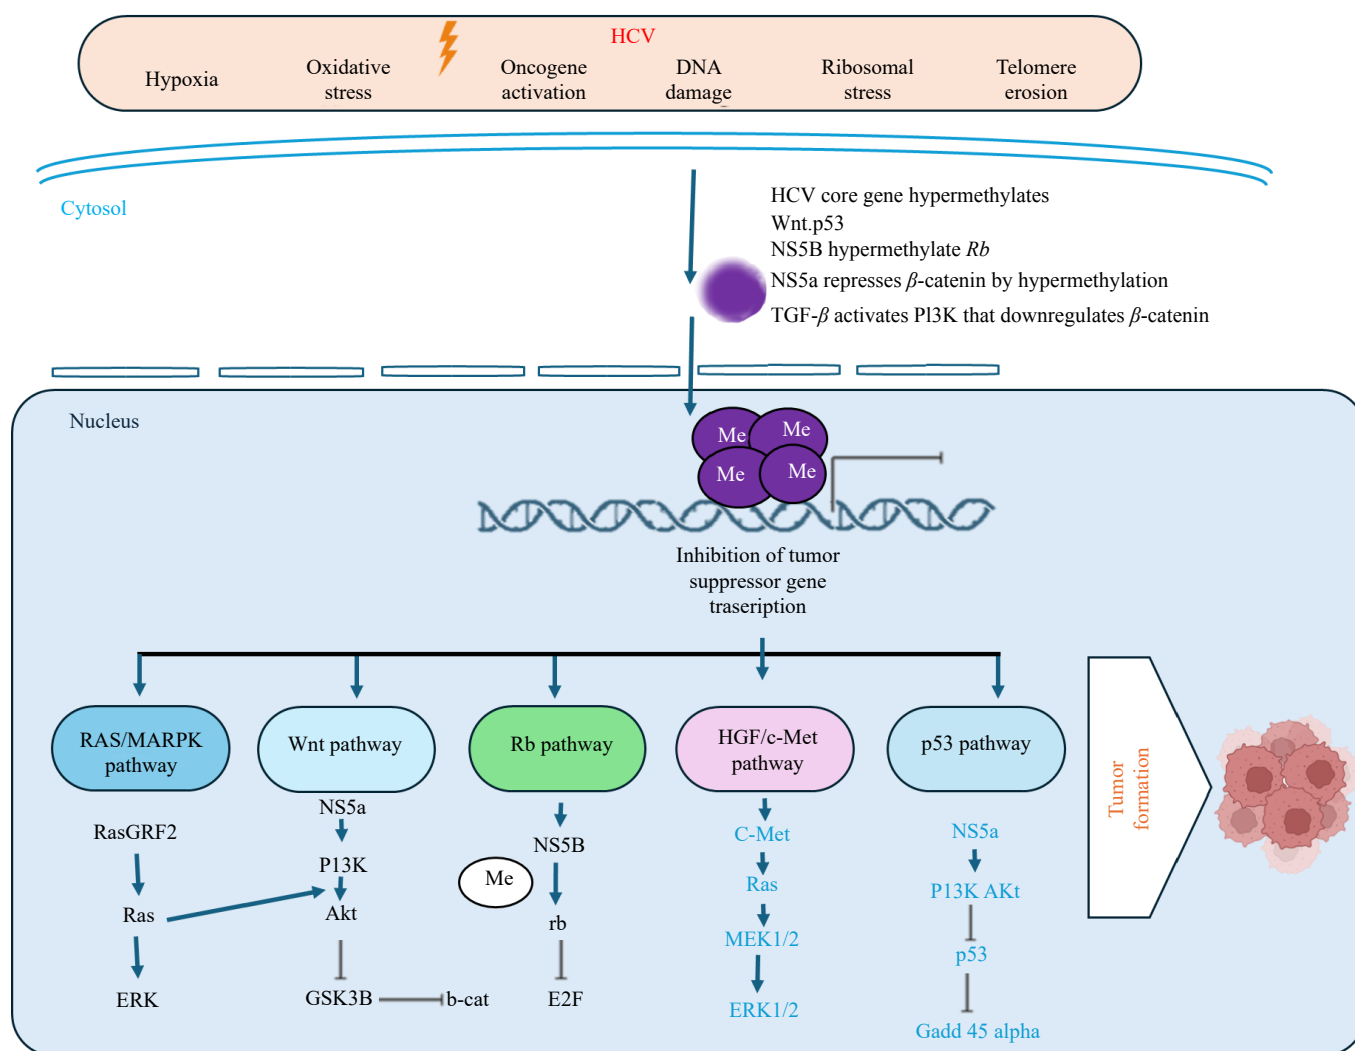 HCV
Hypoxia
Oxidative
stress
Oncogene
activation
DNA
damage
Ribosomal
stress
Telomere
erosion
Cytosol
HCV core gene hypermethylates
Wnt.p53
NS5B hypermethylate Rb
NS5a represses β-catenin by hypermethylation
TGF-β activates Pl3K that downregulates β-catenin
Nucleus
Me
Me
Me
Me
Inhibition of tumor
suppressor gene
traseription
RAS/MARPK
pathway
Wnt pathway
Rb pathway
HGF/c-Met
pathway
p53 pathway
RasGRF2
Ras
ERK
NS5a
P13K
Akt
GSK3B
b-cat
NS5B
Me
rb
E2F
C-Met
Ras
MEK1/2
ERK1/2
NS5a
P13K AKt
p53
Gadd 45 alpha
Tumor
formation